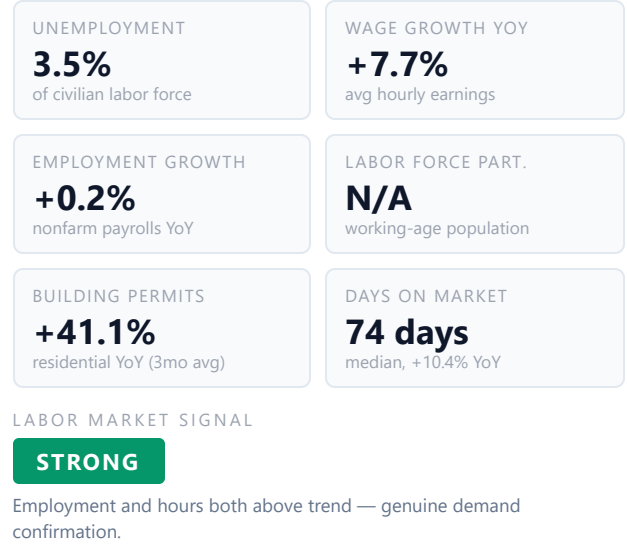 UNEMPLOYMENT
3.5%
of civilian labor force
WAGE GROWTH YOY
+7.7%
avg hourly earnings
EMPLOYMENT GROWTH
+0.2%
nonfarm payrolls YoY
LABOR FORCE PART.
N/A
working-age population
BUILDING PERMITS
+41.1%
residential YoY (3mo avg)
DAYS ON MARKET
74 days
median, +10.4% YoY
LABOR MARKET SIGNAL
STRONG
Employment and hours both above trend — genuine demand
confirmation.